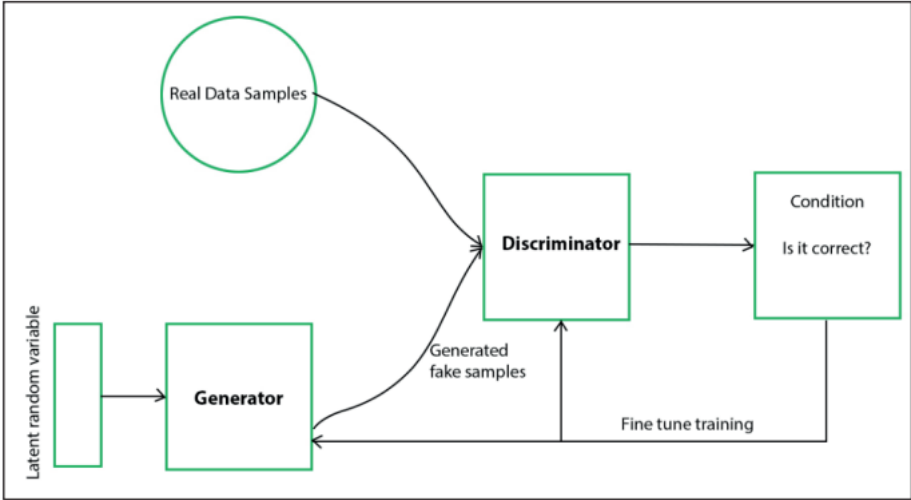 Real Data Samples
Discriminator
Condition
Is it correct?
Latent random variable
Generator
Generated
fake samples
Fine tune training